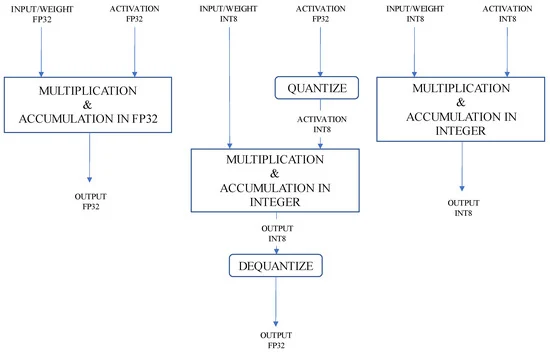 INPUT/WEIGHT
FP32
ACTIVATION
FP32
MULTIPLICATION
&
ACCUMULATION IN FP32
OUTPUT
FP32
INPUT/WEIGHT
INT8
ACTIVATION
FP32
QUANTIZE
ACTIVATION
INT8
MULTIPLICATION
&
ACCUMULATION IN
INTEGER
OUTPUT
INT8
DEQUANTIZE
OUTPUT
FP32
INPUT/WEIGHT
INT8
ACTIVATION
INT8
MULTIPLICATION
&
ACCUMULATION IN
INTEGER
OUTPUT
INT8